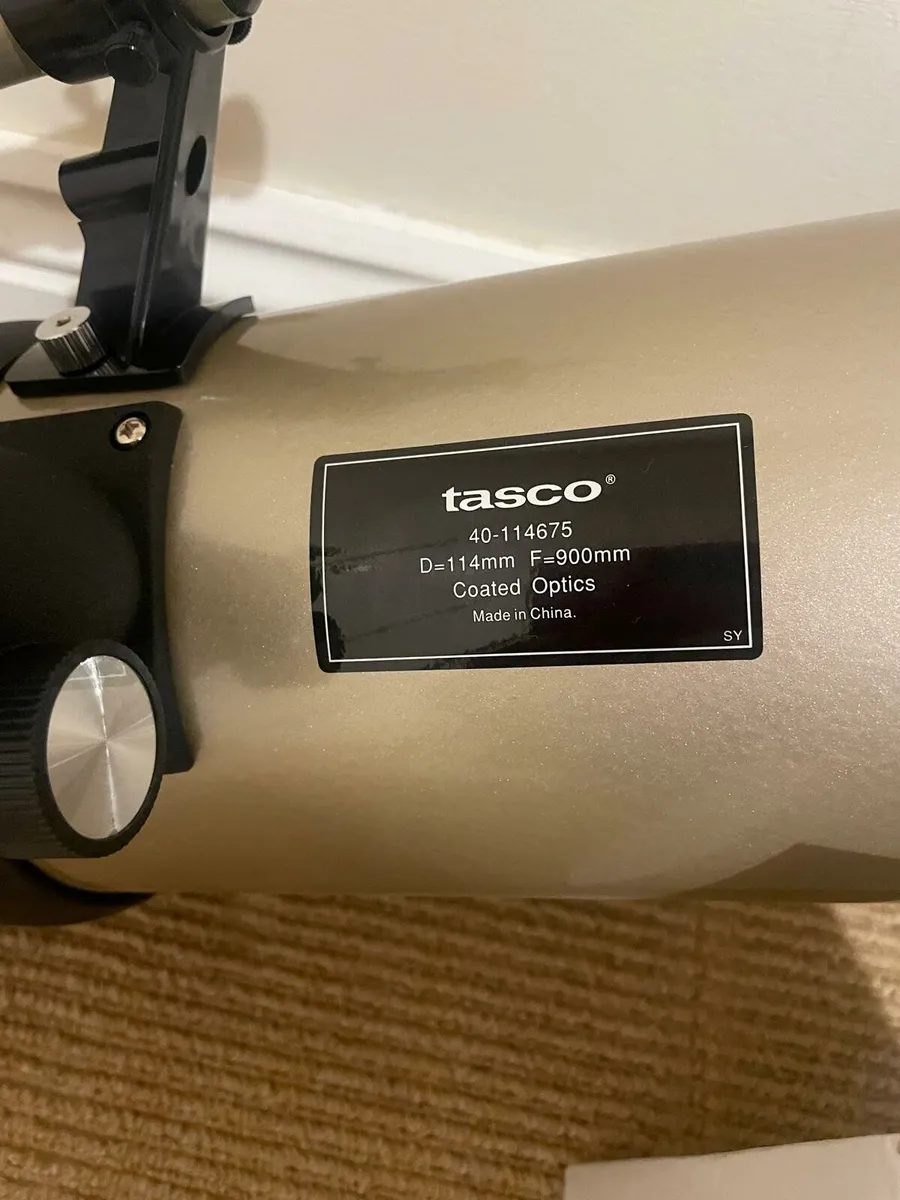 tasco®
40-114675
D=114mm F=900mm
Coated Optics
Made in China.
SY